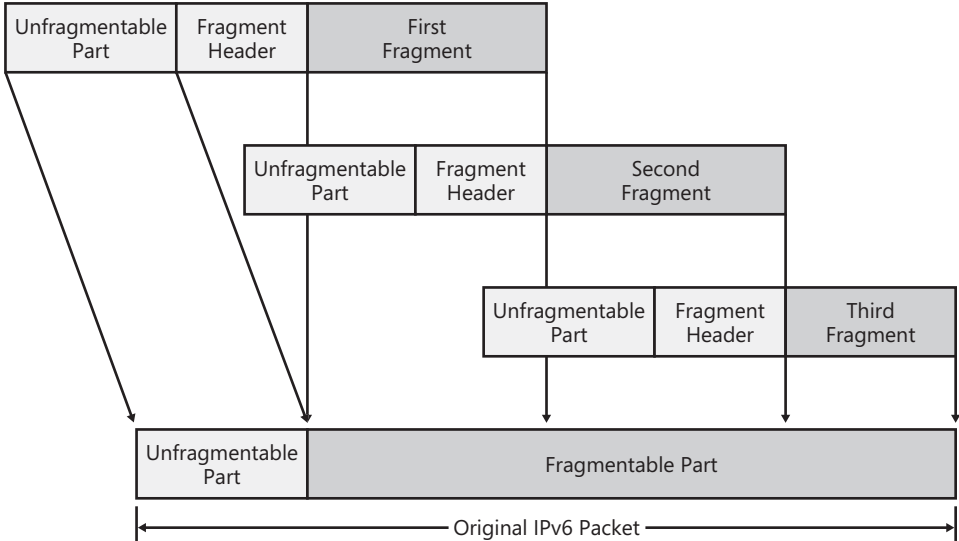 Unfragmentable
Part
Fragment
Header
First
Fragment
Unfragmentable
Part
Fragment
Header
Second
Fragment
Unfragmentable
Part
Fragment
Header
Third
Fragment
Unfragmentable
Part
Fragmentable Part
Original IPv6 Packet